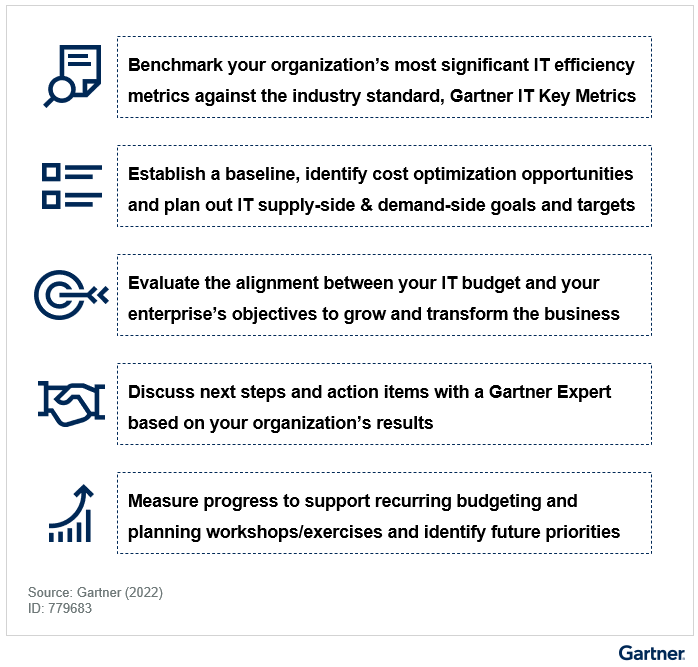 Benchmark your organization’s most significant IT efficiency
metrics against the industry standard, Gartner IT Key Metrics
Establish a baseline, identify cost optimization opportunities
and plan out IT supply-side & demand-side goals and targets
Evaluate the alignment between your IT budget and your
enterprise’s objectives to grow and transform the business
Discuss next steps and action items with a Gartner Expert
based on your organization’s results
Measure progress to support recurring budgeting and
planning workshops/exercises and identify future priorities
Source: Gartner (2022)
ID: 779683
Gartner